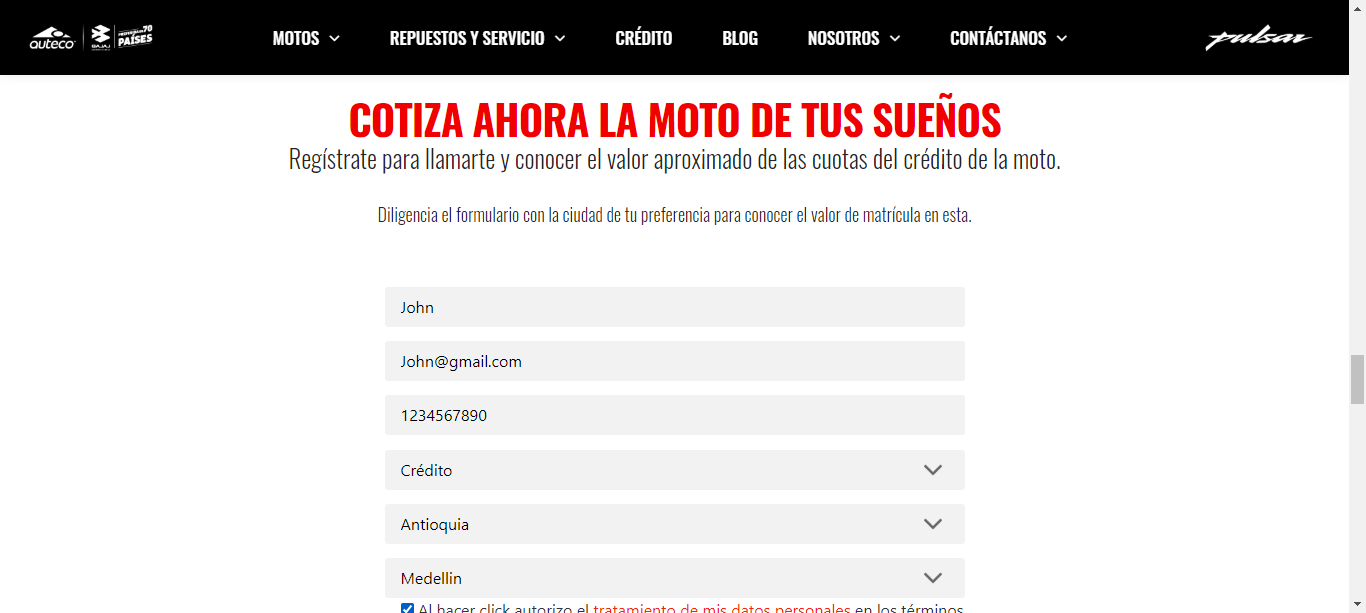 auteco
BAJAJ
70
PAÍSES
MOTOS
REPUESTOS Y SERVICIO
CRÉDITO
BLOG
NOSOTROS
CONTÁCTANOS
pulsar
COTIZA AHORA LA MOTO DE TUS SUEÑOS
Regístrate para llamarte y conocer el valor aproximado de las cuotas del crédito de la moto.
Diligencia el formulario con la ciudad de tu preferencia para conocer el valor de matrícula en esta.
John
John@gmail.com
1234567890
Crédito
Antioquia
Medellin
Al hacer click autorizo el tratamiento de mis datos personales en los términos